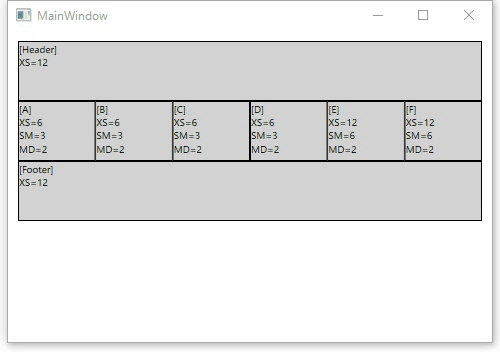 MainWindow
[Header]
XS=12
[A]
XS=6
SM=3
MD=2
[B]
XS=6
SM=3
MD=2
[C]
XS=6
SM=3
MD=2
[D]
XS=6
SM=3
MD=2
[E]
XS=12
SM=6
MD=2
[F]
XS=12
SM=6
MD=2
[Footer]
XS=12